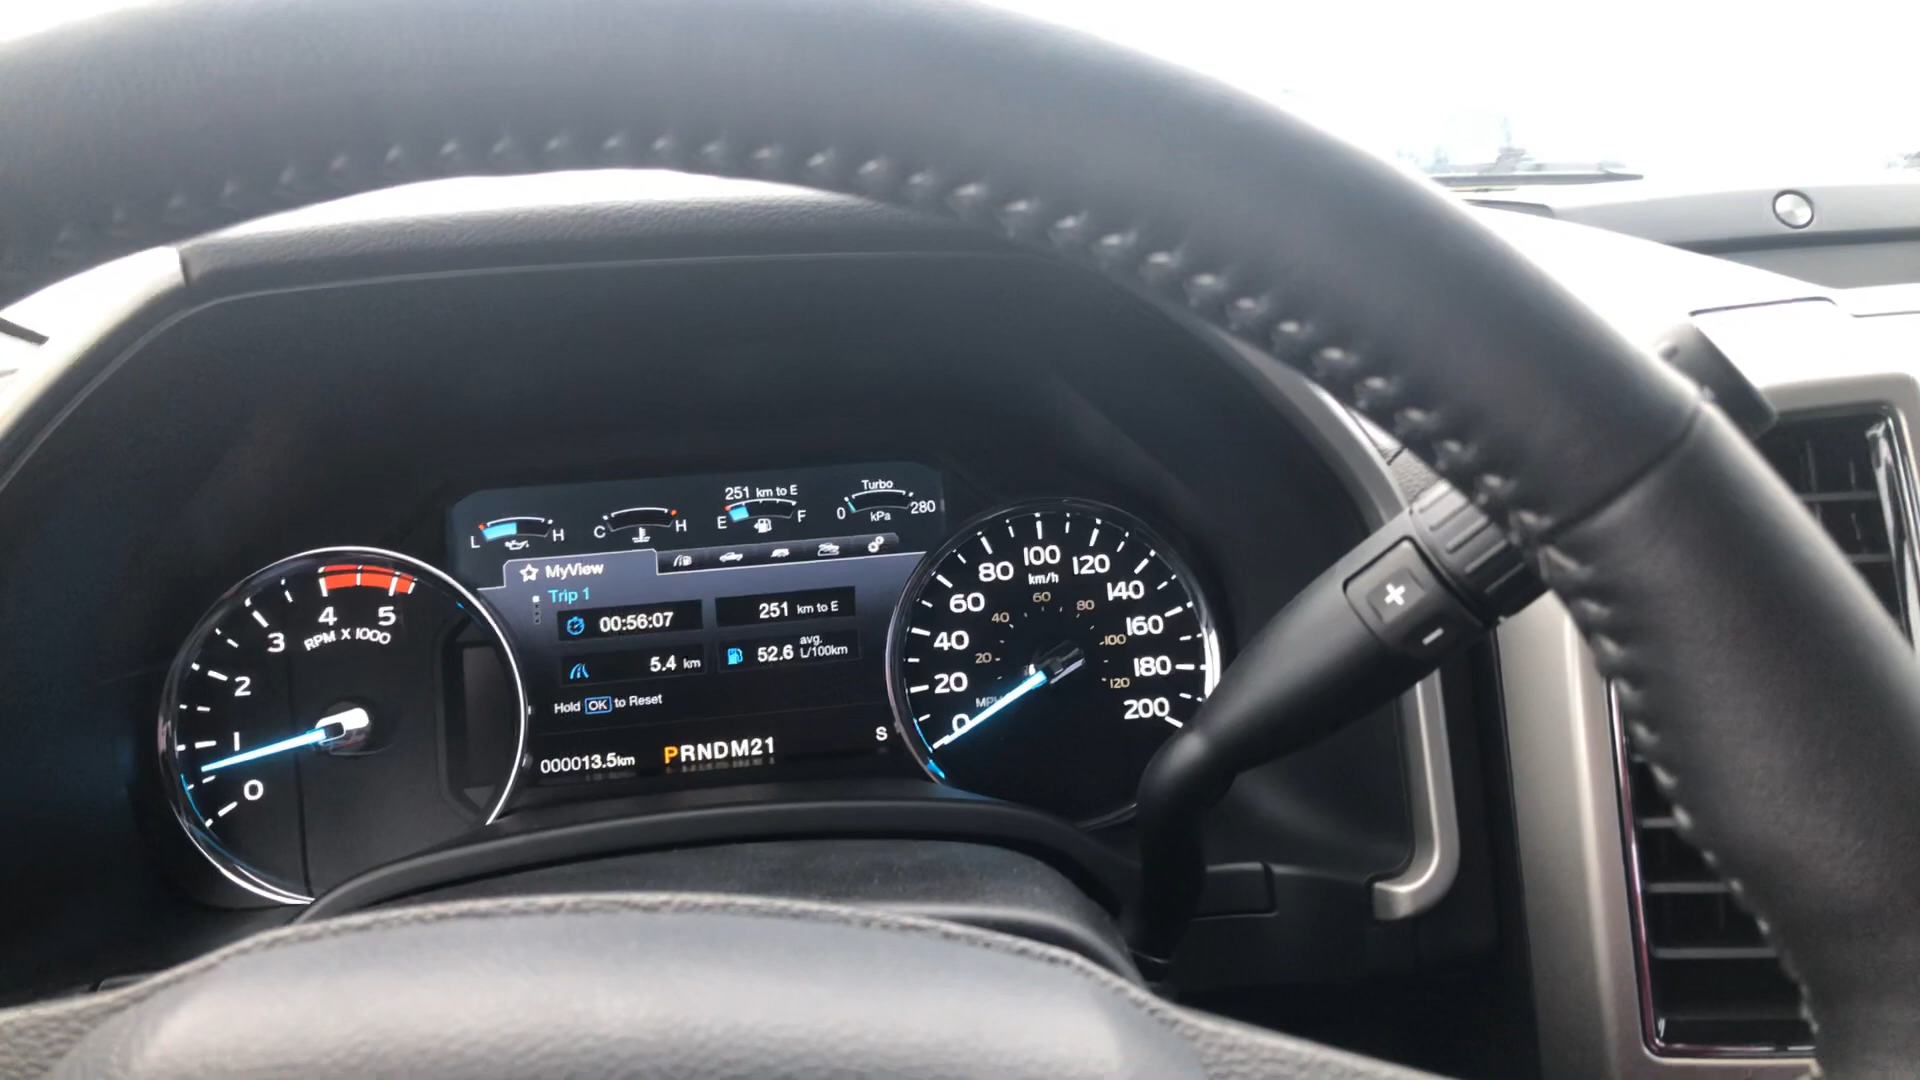 251 km to E
Turbo
L H
C H
E F
0 280
kPa
MyView
Trip 1
00:56:07
251 km to E
5.4 km
52.6 avg. L/100km
Hold OK to Reset
000013.5km
PRNDM21
S
0 1 2 3 4 5
RPM X 1000
0 20 40 60 80 100 120 140 160 180 200
km/h
20 40 60 80 100 120
MPH
+
-